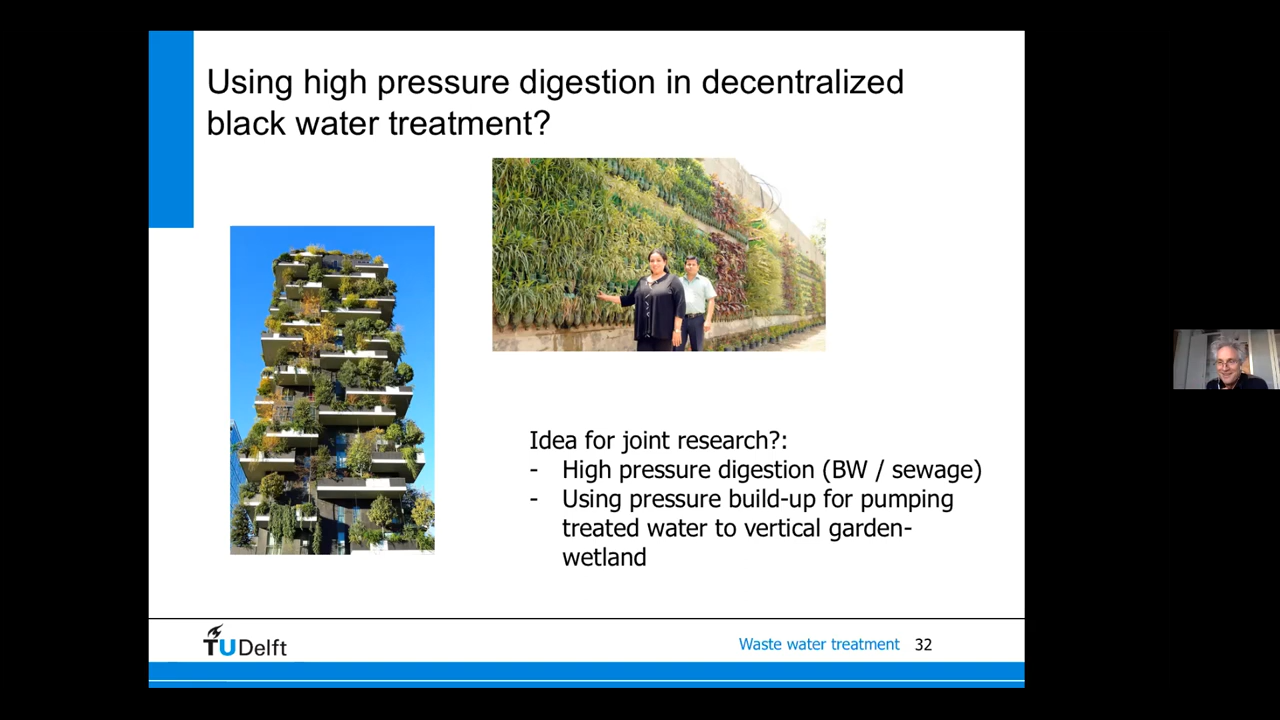 Using high pressure digestion in decentralized
black water treatment?
Idea for joint research?:
- High pressure digestion (BW / sewage)
- Using pressure build-up for pumping
treated water to vertical garden-
wetland
TUDelft
Waste water treatment 32